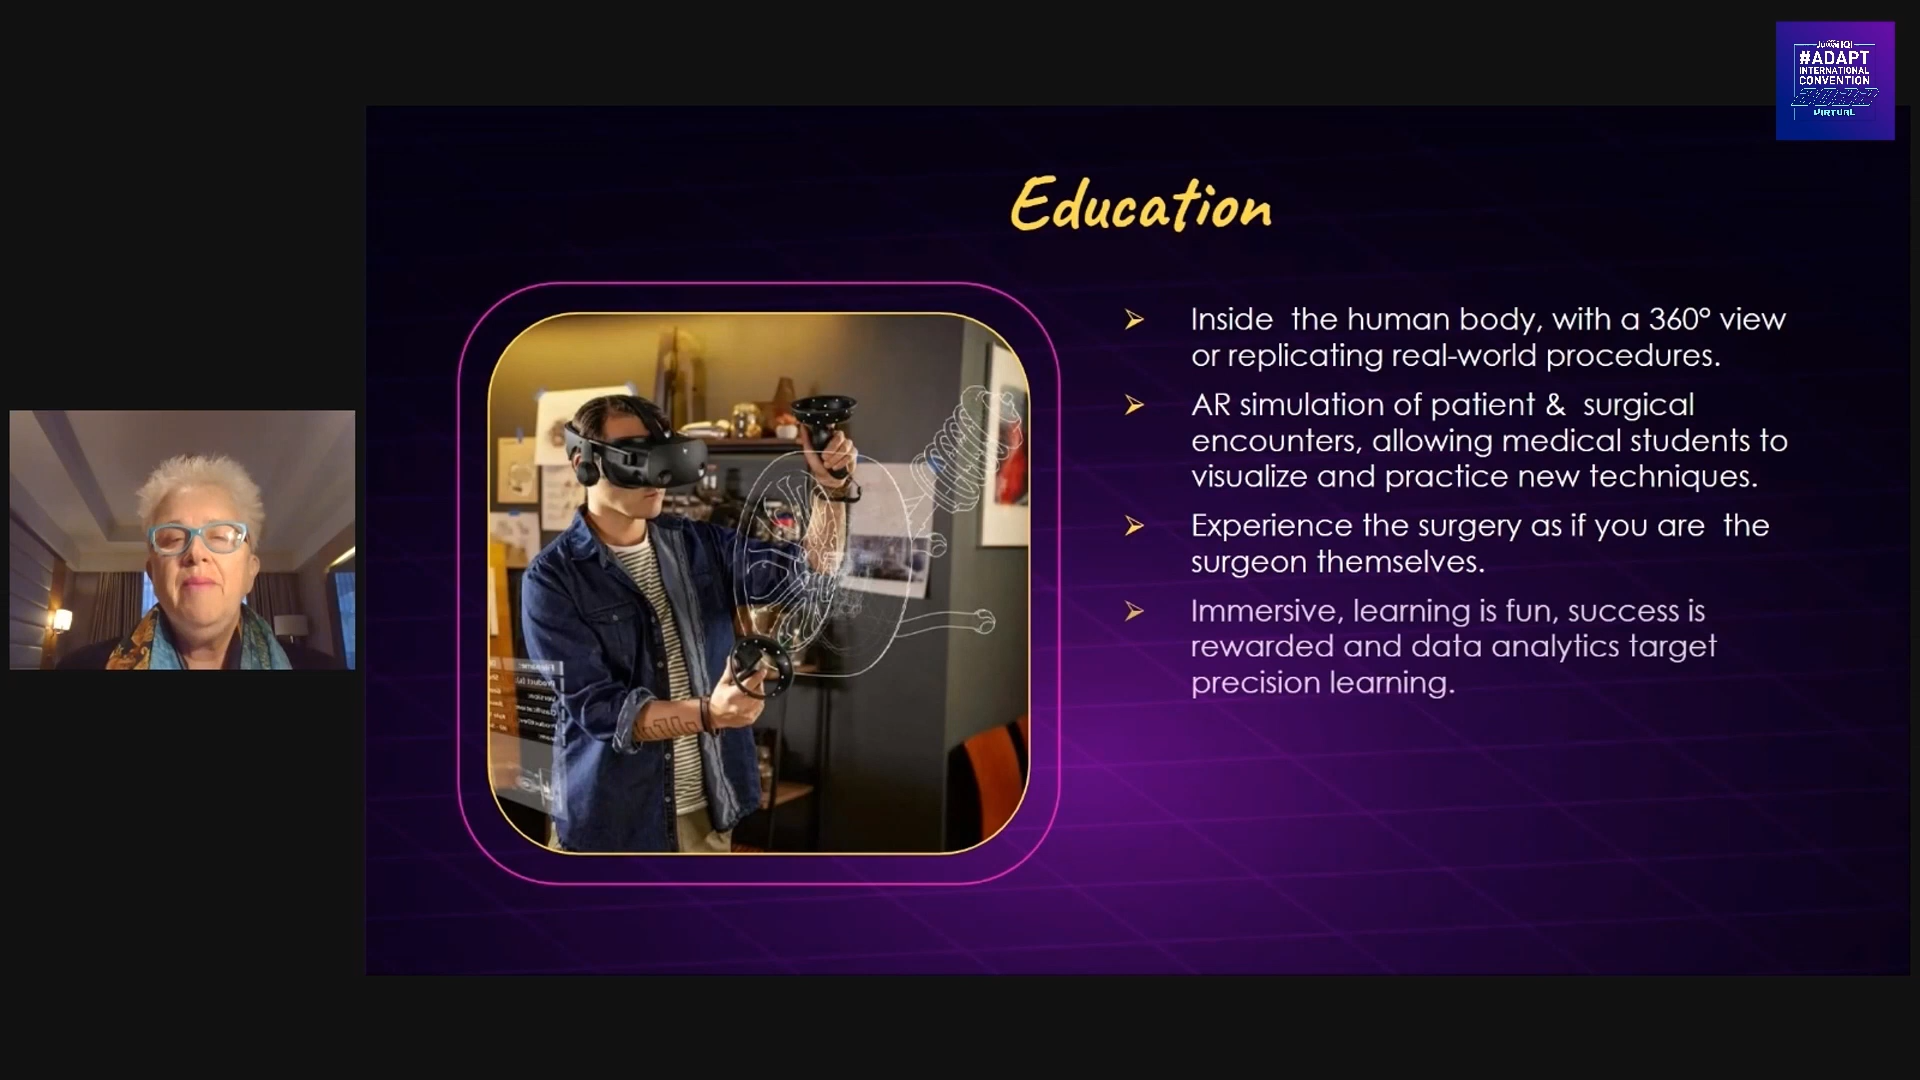 Juwai IQI
#ADAPT
INTERNATIONAL
CONVENTION
VIRTUAL
Education
➢ Inside  the human body, with a 360° view
or replicating real-world procedures.
➢ AR simulation of patient &  surgical
encounters, allowing medical students to
visualize and practice new techniques.
➢ Experience the surgery as if you are  the
surgeon themselves.
➢ Immersive, learning is fun, success is
rewarded and data analytics target
precision learning.